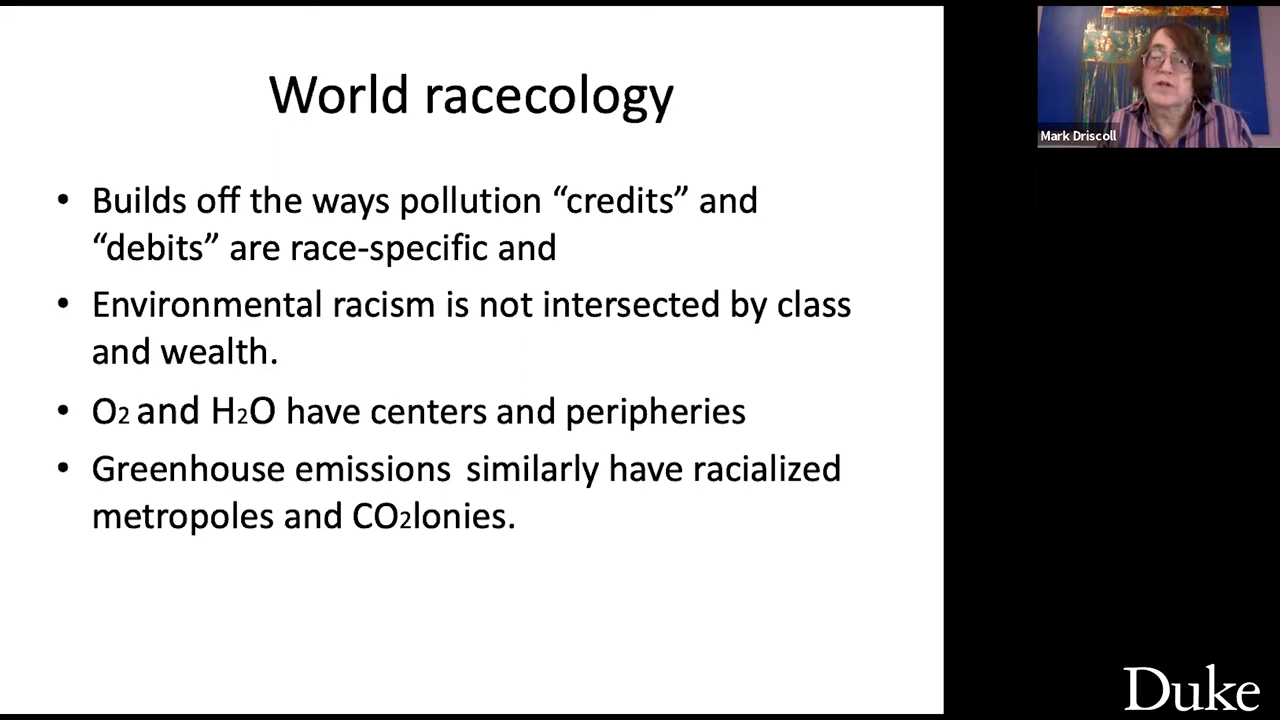 World racecology
• Builds off the ways pollution “credits” and
“debits” are race-specific and
• Environmental racism is not intersected by class
and wealth.
• O2 and H2O have centers and peripheries
• Greenhouse emissions similarly have racialized
metropoles and CO2lonies.
Mark Driscoll
Duke